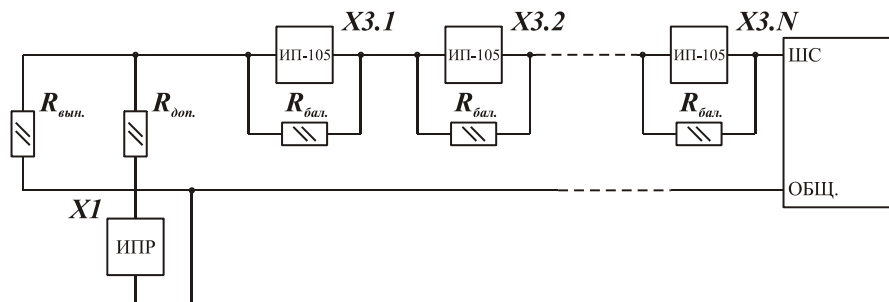 X3.1 X3.2 X3.N
ИП-105 ИП-105 ИП-105 ШС
Rвын. Rдоп. Rбал. Rбал. Rбал.
ОБЩ.
X1
ИПР